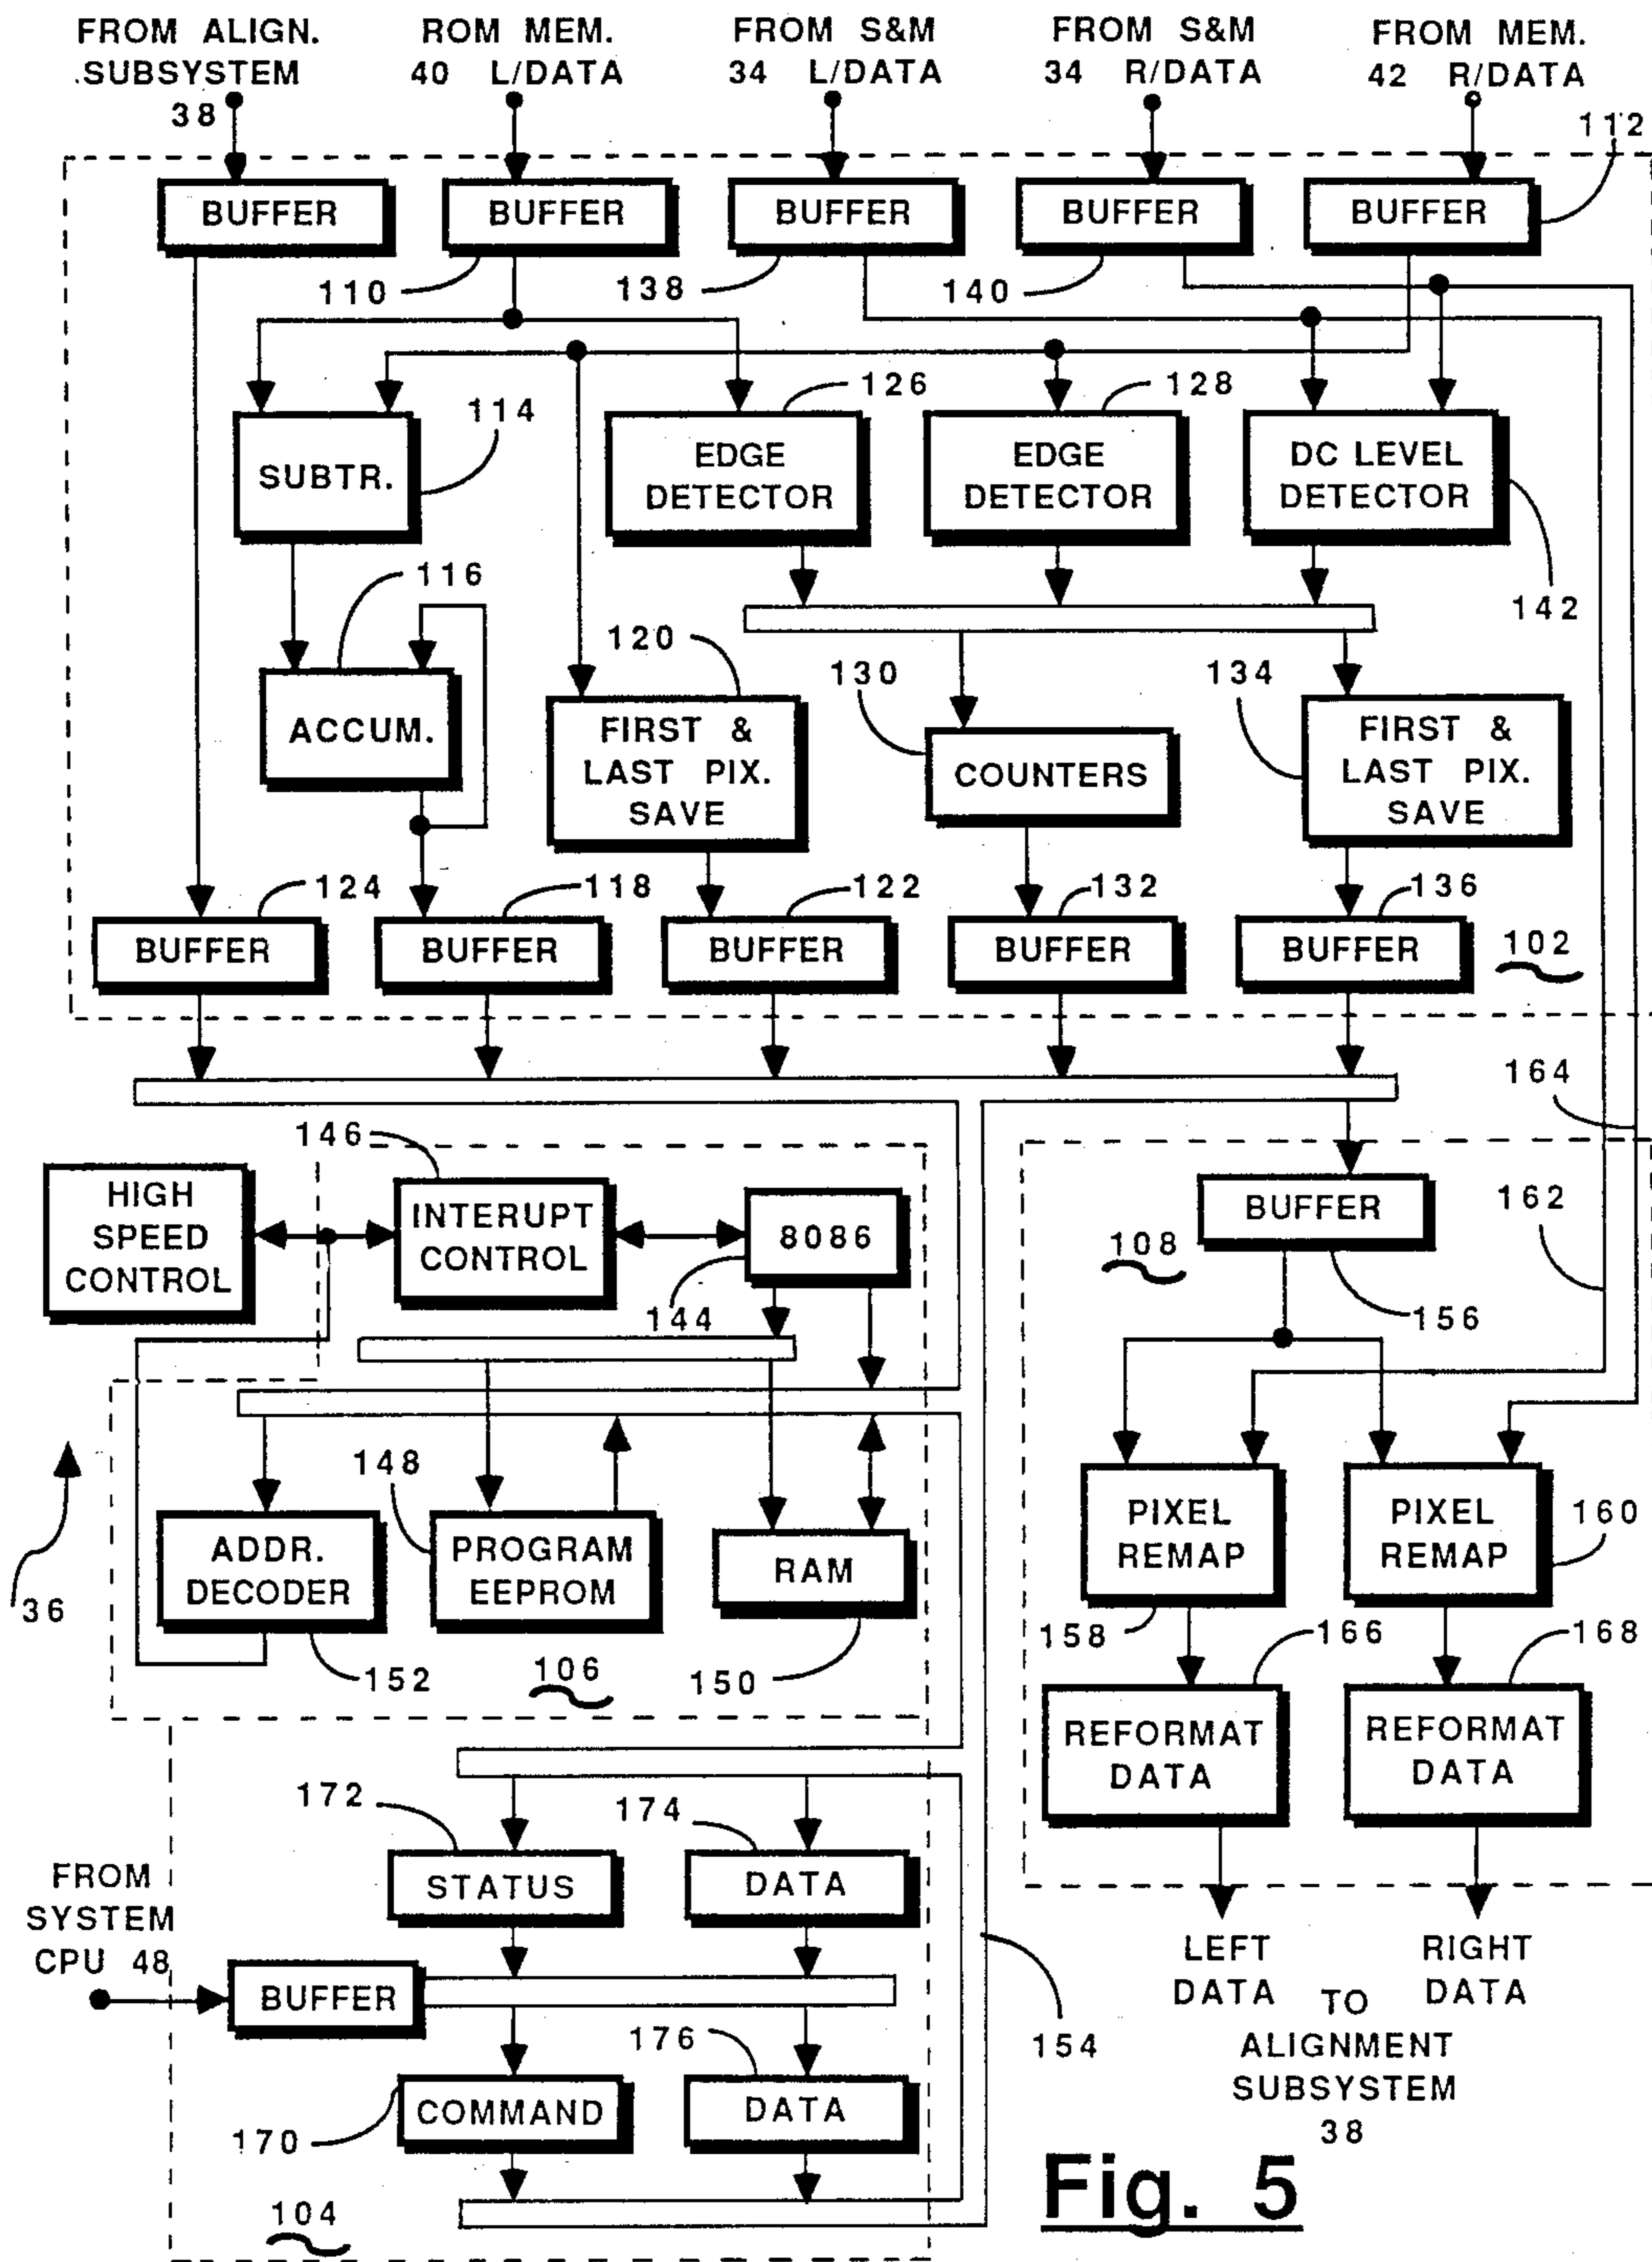 FROM ALIGN.
SUBSYSTEM
38
ROM MEM.
40 L/DATA
FROM S&M
34 L/DATA
FROM S&M
34 R/DATA
FROM MEM.
42 R/DATA
112
BUFFER
BUFFER
BUFFER
BUFFER
BUFFER
110
138
140
126
128
114
SUBTR.
EDGE
DETECTOR
EDGE
DETECTOR
DC LEVEL
DETECTOR
116
142
120
130
134
ACCUM.
FIRST &
LAST PIX.
SAVE
COUNTERS
FIRST &
LAST PIX.
SAVE
124
118
122
132
136
BUFFER
BUFFER
BUFFER
BUFFER
BUFFER
102
164
146
HIGH
SPEED
CONTROL
INTERUPT
CONTROL
8086
BUFFER
162
108
144
156
148
36
ADDR.
DECODER
PROGRAM
EEPROM
RAM
PIXEL
REMAP
PIXEL
REMAP
160
158
166
168
152
106
150
REFORMAT
DATA
REFORMAT
DATA
172
174
STATUS
DATA
FROM
SYSTEM
CPU 48
BUFFER
LEFT
DATA
RIGHT
DATA
TO
ALIGNMENT
SUBSYSTEM
38
154
176
COMMAND
DATA
170
104
Fig. 5